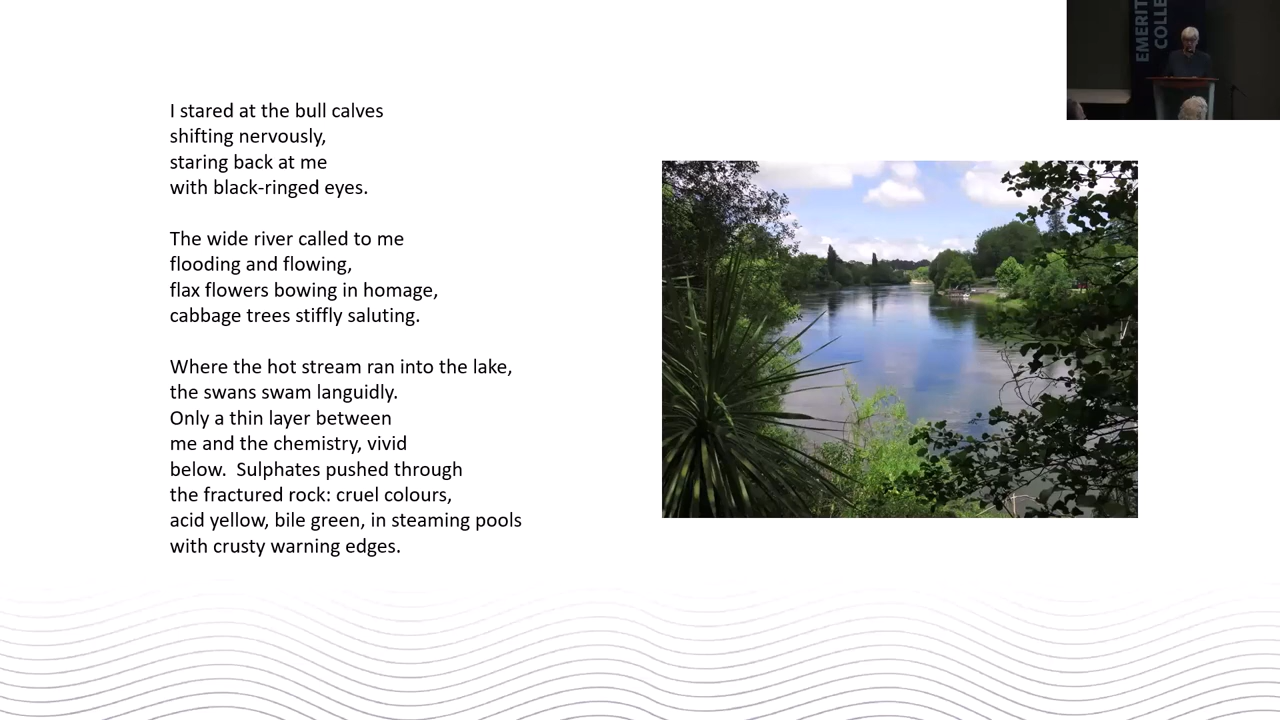 I stared at the bull calves
shifting nervously,
staring back at me
with black-ringed eyes.
The wide river called to me
flooding and flowing,
flax flowers bowing in homage,
cabbage trees stiffly saluting.
Where the hot stream ran into the lake,
the swans swam languidly.
Only a thin layer between
me and the chemistry, vivid
below.  Sulphates pushed through
the fractured rock: cruel colours,
acid yellow, bile green, in steaming pools
with crusty warning edges.
EMERIT
COLLE